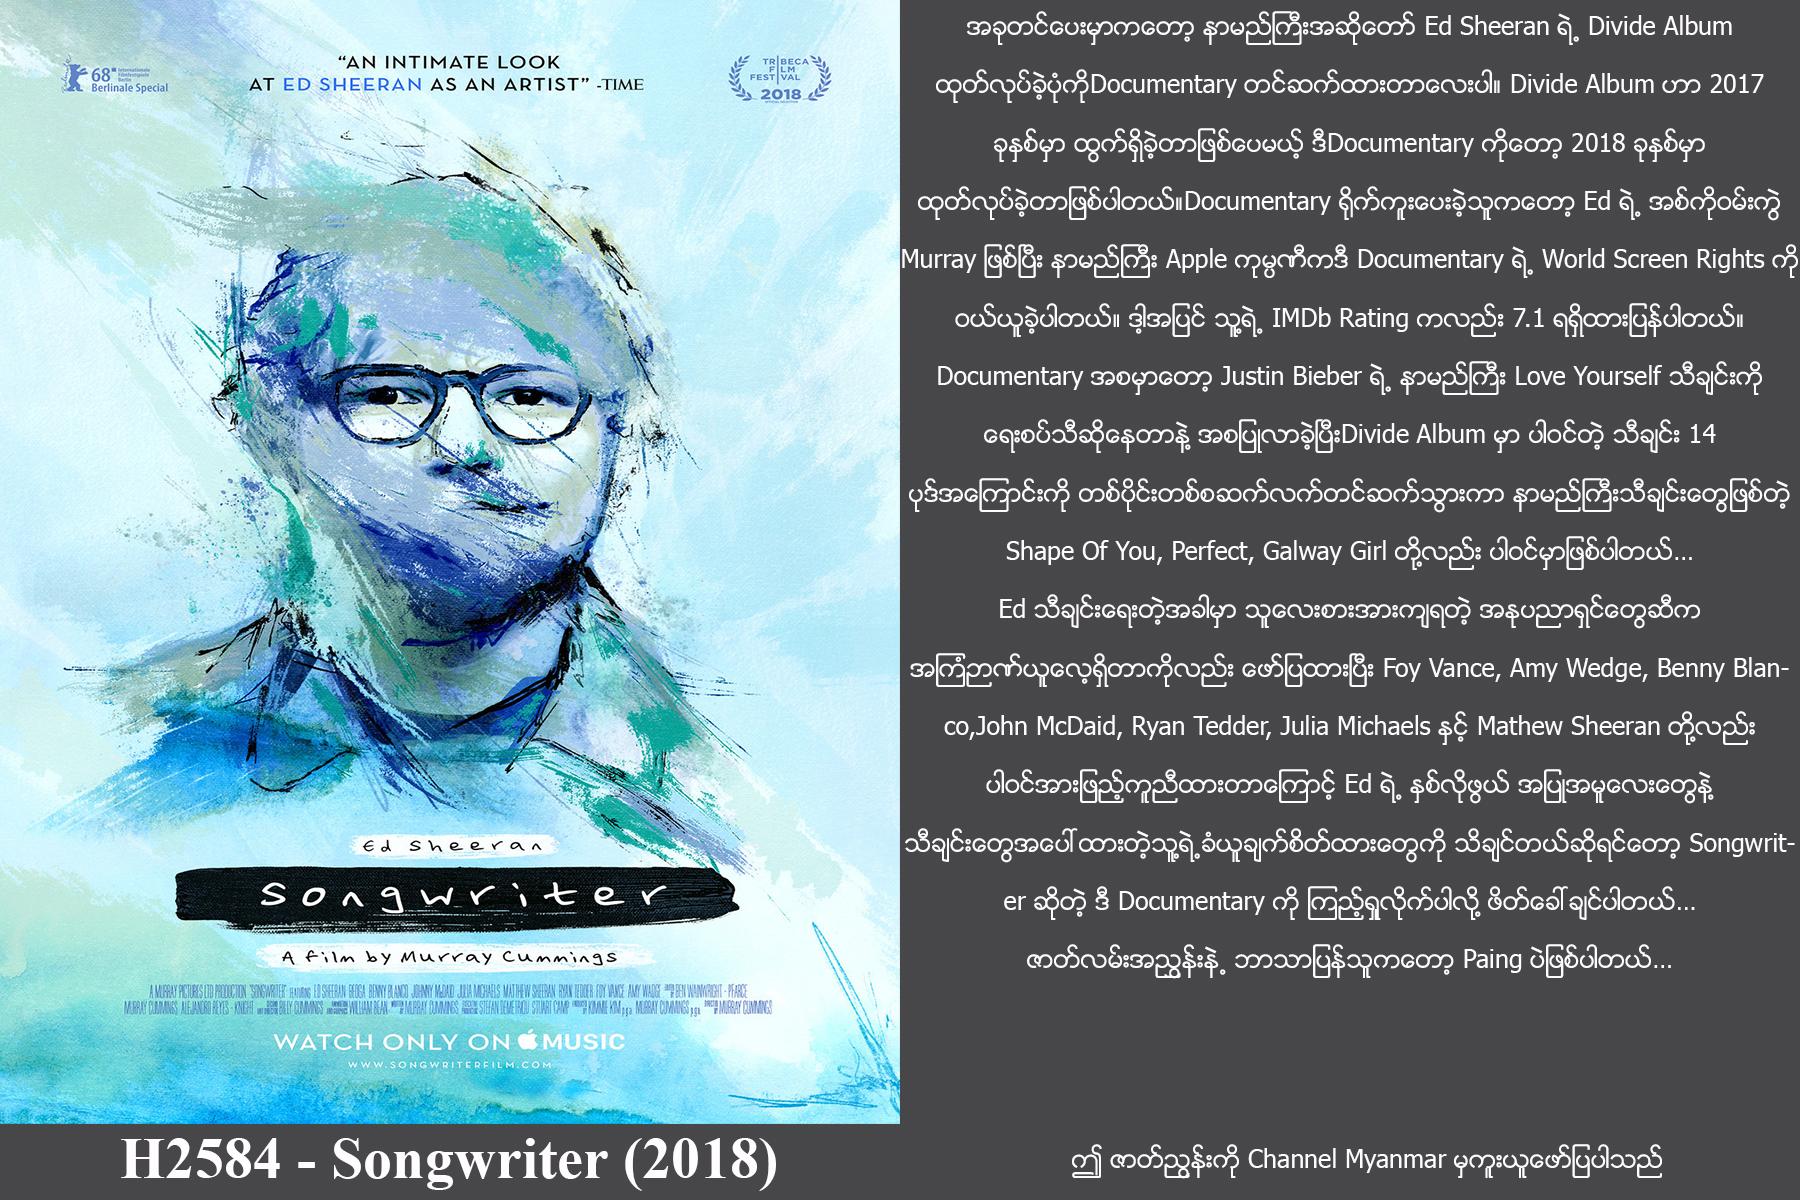 68 Internationale Filmfestspiele Berlin
Berlinale Special
“AN INTIMATE LOOK
AT ED SHEERAN AS AN ARTIST” -TIME
TRIBECA
FILM
FESTIVAL
2018
OFFICIAL SELECTION
Ed Sheeran
Songwriter
A film by Murray Cummings
WATCH ONLY ON MUSIC
WWW.SONGWRITERFILM.COM
H2584 - Songwriter (2018)
အခုတင်ပေးမှာကတော့ နာမည်ကြီးအဆိုတော် Ed Sheeran ရဲ့ Divide Album
ထုတ်လုပ်ခဲ့ပုံကိုDocumentary တင်ဆက်ထားတာလေးပါ။ Divide Album ဟာ 2017
ခုနှစ်မှာ ထွက်ရှိခဲ့တာဖြစ်ပေမယ့် ဒီDocumentary ကိုတော့ 2018 ခုနှစ်မှာ
ထုတ်လုပ်ခဲ့တာဖြစ်ပါတယ်။Documentary ရိုက်ကူးပေးခဲ့သူကတော့ Ed ရဲ့ အစ်ကိုဝမ်းကွဲ
Murray ဖြစ်ပြီး နာမည်ကြီး Apple ကုမ္ပဏီကဒီ Documentary ရဲ့ World Screen Rights ကို
ဝယ်ယူခဲ့ပါတယ်။ ဒါ့အပြင် သူ့ရဲ့ IMDb Rating ကလည်း 7.1 ရရှိထားပြန်ပါတယ်။
Documentary အစမှာတော့ Justin Bieber ရဲ့ နာမည်ကြီး Love Yourself သီချင်းကို
ရေးစပ်သီဆိုနေတာနဲ့ အစပြုလာခဲ့ပြီးDivide Album မှာ ပါဝင်တဲ့ သီချင်း 14
ပုဒ်အကြောင်းကို တစ်ပိုင်းတစ်စဆက်လက်တင်ဆက်သွားကာ နာမည်ကြီးသီချင်းတွေဖြစ်တဲ့
Shape Of You, Perfect, Galway Girl တို့လည်း ပါဝင်မှာဖြစ်ပါတယ်...
Ed သီချင်းရေးတဲ့အခါမှာ သူလေးစားအားကျရတဲ့ အနုပညာရှင်တွေဆီက
အကြံဉာဏ်ယူလေ့ရှိတာကိုလည်း ဖော်ပြထားပြီး Foy Vance, Amy Wedge, Benny Blan-
co,John McDaid, Ryan Tedder, Julia Michaels နှင့် Mathew Sheeran တို့လည်း
ပါဝင်အားဖြည့်ကူညီထားတာကြောင့် Ed ရဲ့ နှစ်လိုဖွယ် အပြုအမူလေးတွေနဲ့
သီချင်းတွေအပေါ်ထားတဲ့သူ့ရဲ့ခံယူချက်စိတ်ထားတွေကို သိချင်တယ်ဆိုရင်တော့ Songwrit-
er ဆိုတဲ့ ဒီ Documentary ကို ကြည့်ရှုလိုက်ပါလို့ ဖိတ်ခေါ်ချင်ပါတယ်...
ဇာတ်လမ်းအညွှန်းနဲ့ ဘာသာပြန်သူကတော့ Paing ပဲဖြစ်ပါတယ်...
ဤ ဇာတ်ညွှန်းကို Channel Myanmar မှကူးယူဖော်ပြပါသည်